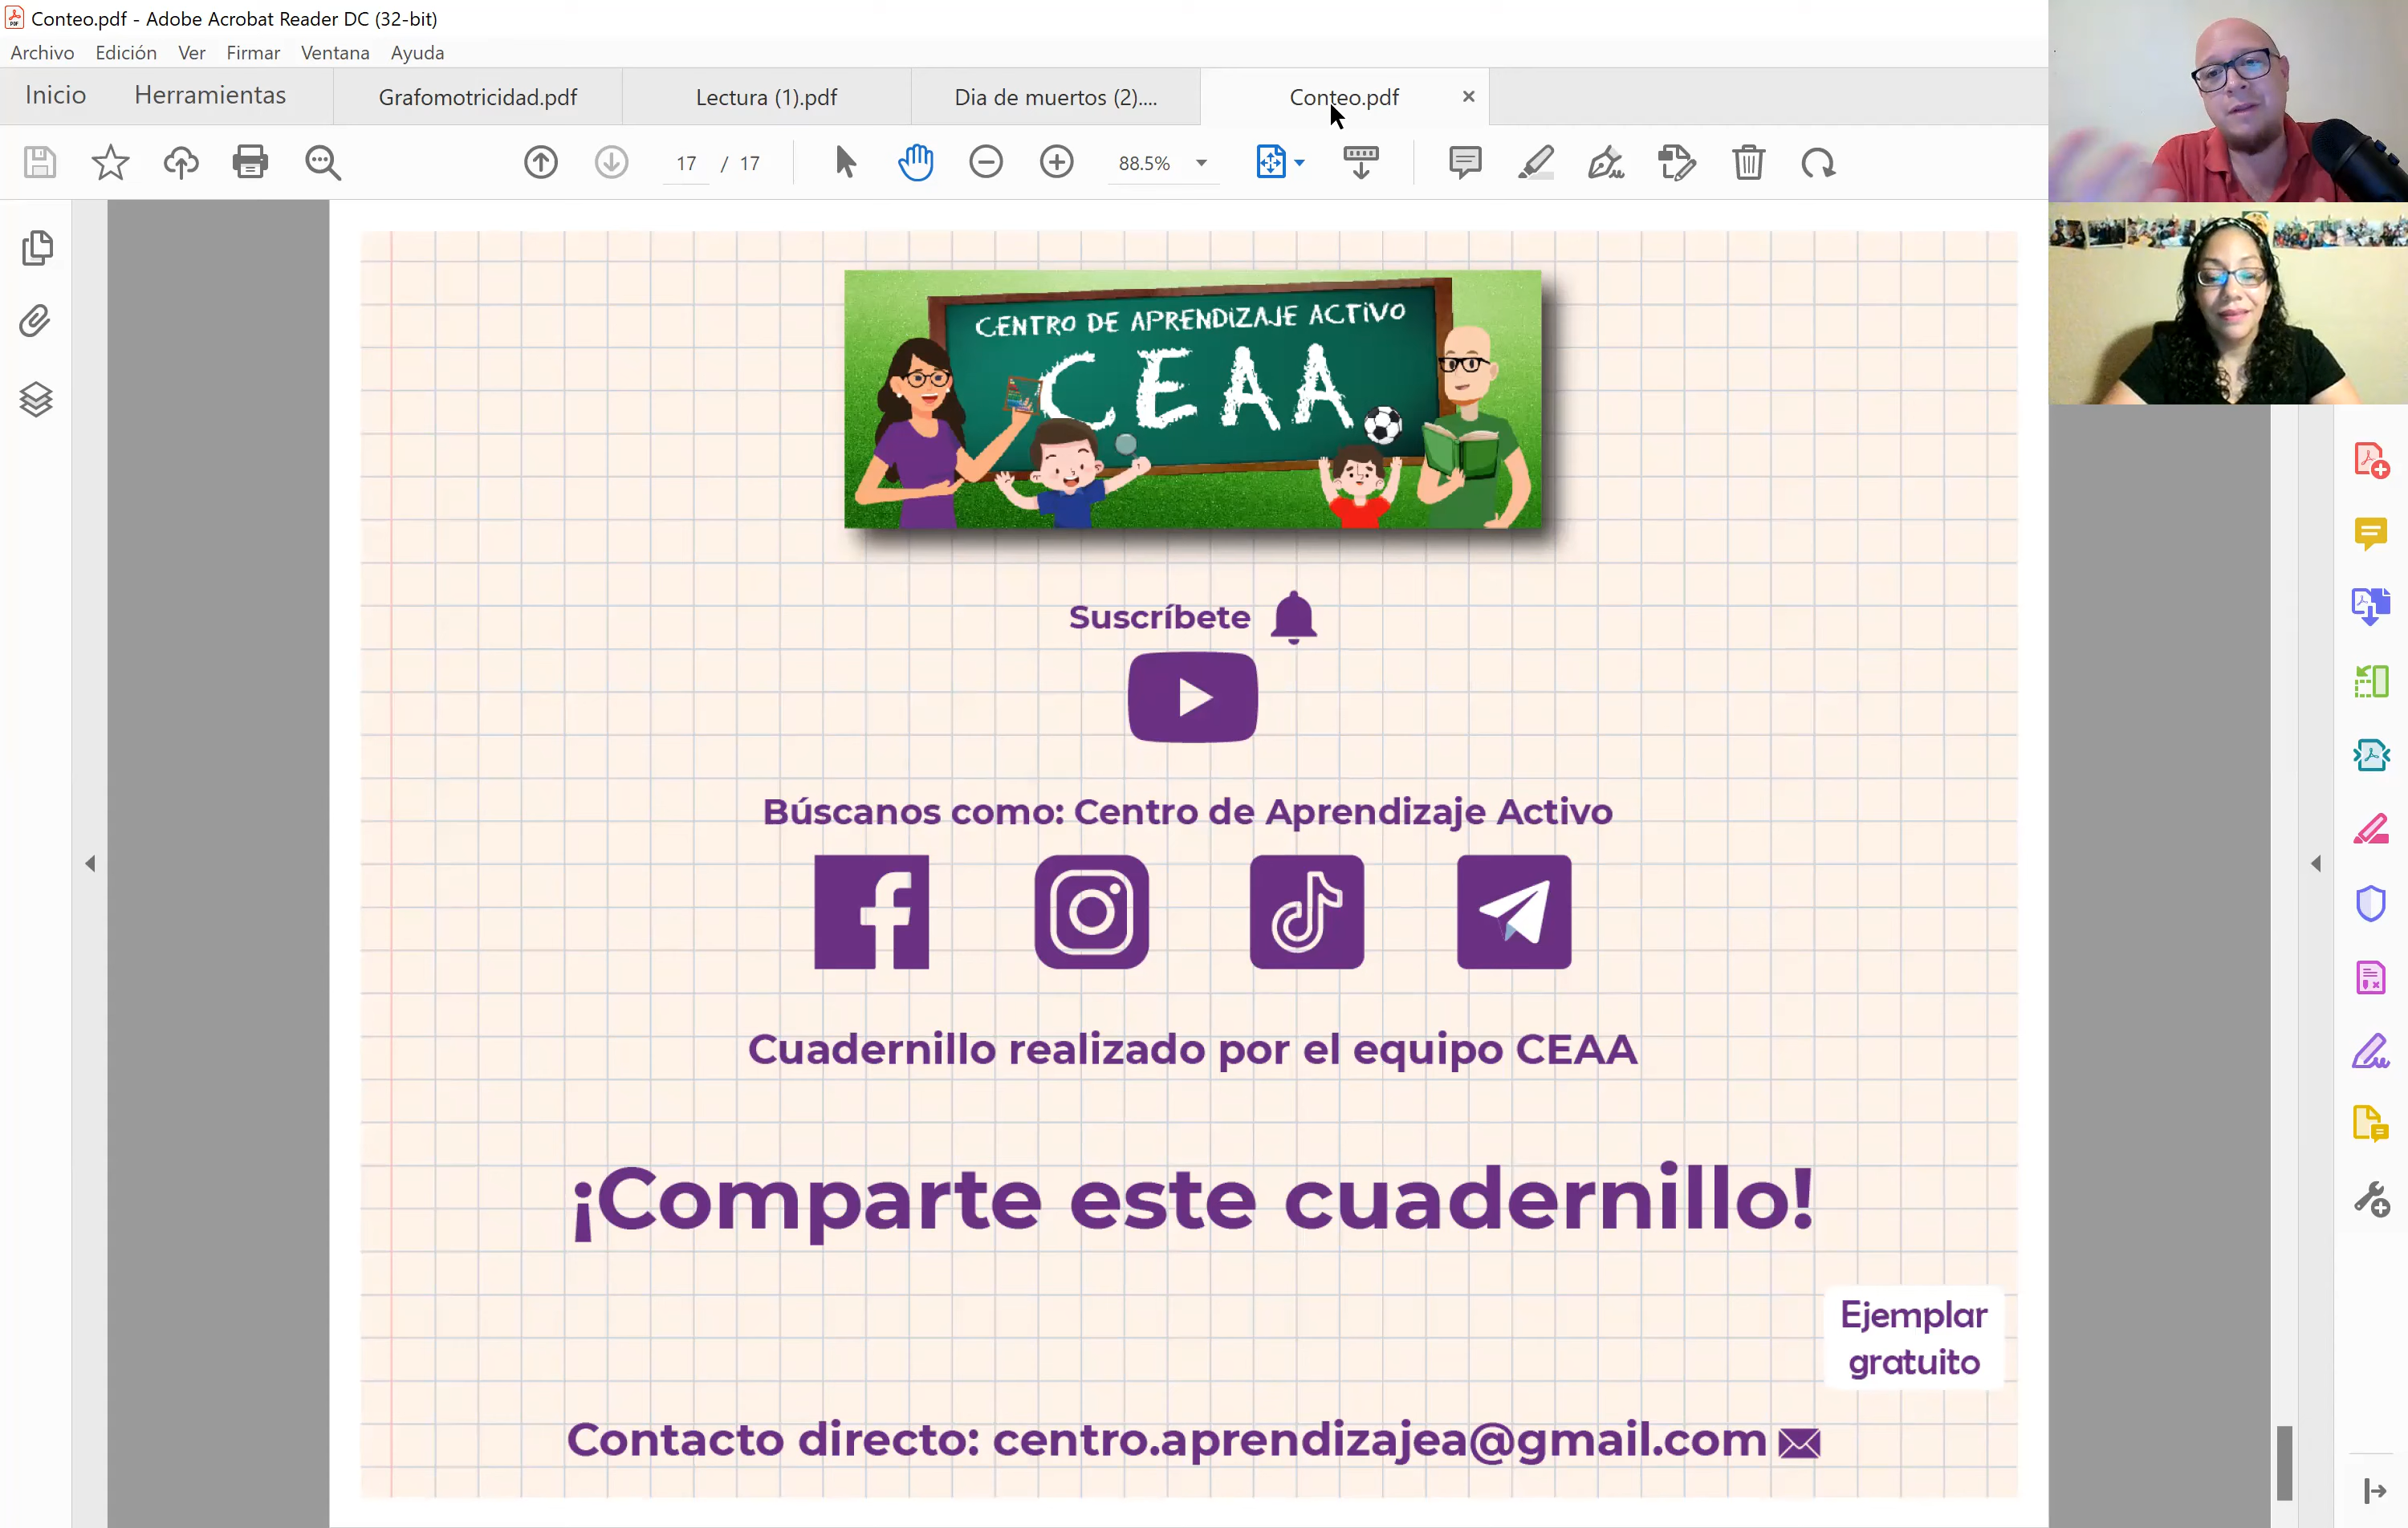 Conteo.pdf - Adobe Acrobat Reader DC (32-bit)
Archivo Edición Ver Firmar Ventana Ayuda
Inicio Herramientas Grafomotricidad.pdf Lectura (1).pdf Dia de muertos (2).... Conteo.pdf
17 / 17 88.5%
CENTRO DE APRENDIZAJE ACTIVO
CEAA
Suscríbete
Búscanos como: Centro de Aprendizaje Activo
Cuadernillo realizado por el equipo CEAA
¡Comparte este cuadernillo!
Ejemplar
gratuito
Contacto directo: centro.aprendizajea@gmail.com